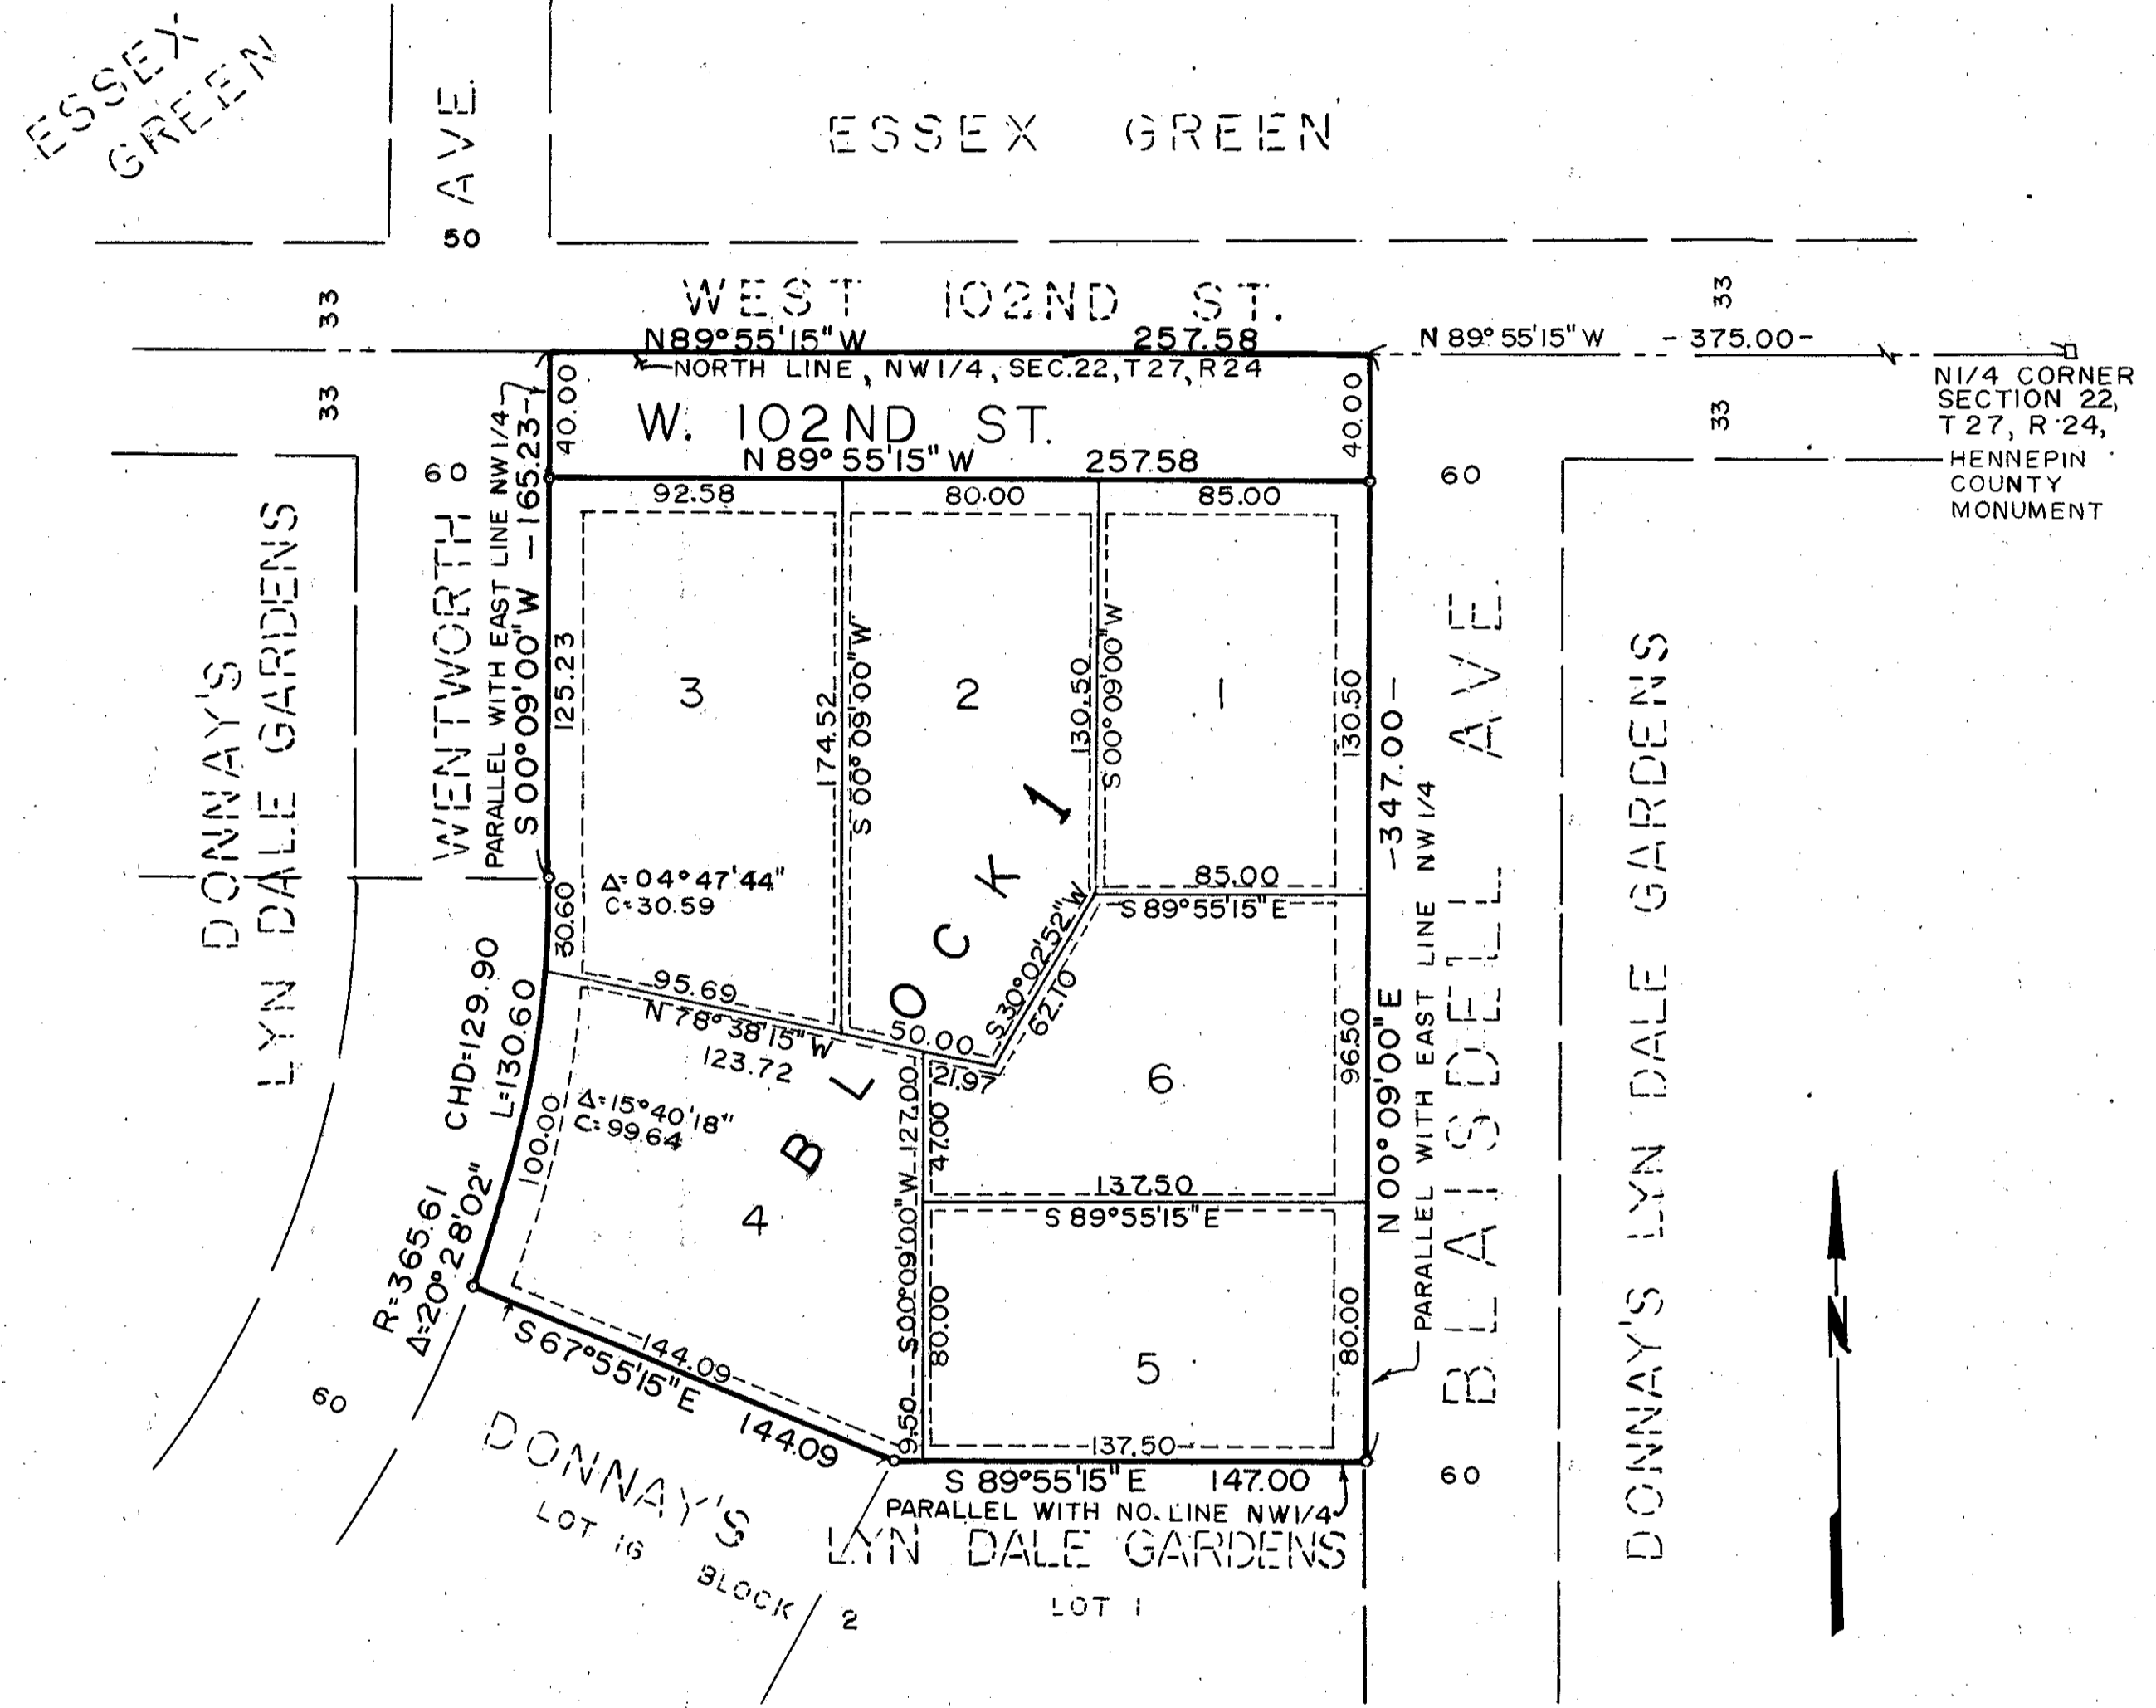 ESSEX
GREEN
AVE.
50
ESSEX GREEN
WEST 102ND ST.
33
33
33
33
N89°55'15"W 257.58
N 89°55'15"W -375.00-
NORTH LINE, NW1/4, SEC.22,T27,R24
N1/4 CORNER
SECTION 22,
T27, R 24,
HENNEPIN
COUNTY
MONUMENT
40.00
W. 102ND ST.
40.00
N 89°55'15"W 257.58
60
60
92.58
80.00
85.00
DONNAY'S
LYN DALE GARDENS
WENTWORTH
PARALLEL WITH EAST LINE NW1/4
S 00°09'00"W -165.23-
125.23
3
174.52
S 00°09'00"W
2
130.50
S 00°09'00"W
1
130.50
-347.00-
N 00°09'00"E
PARALLEL WITH EAST LINE NW1/4
BLAISDELL AVE.
DONNAY'S LYN DALE GARDENS
BLOCK 1
30.60
Δ=04°47'44"
C=30.59
85.00
S 89°55'15"E
95.69
N 78°38'15"W
123.72
50.00
S30°02'52"W
62.10
21.97
6
96.50
CHD=129.90
L=130.60
R=365.61
Δ=20°28'02"
100.00
Δ=15°40'18"
C=99.64
4
S00°09'00"W 127.00
47.00
137.50
S 89°55'15"E
80.00
5
80.00
9.50
137.50
144.09
S 67°55'15"E 144.09
S 89°55'15"E 147.00
PARALLEL WITH NO. LINE NW1/4
60
60
N
DONNAY'S
LYN DALE GARDENS
LOT 16
BLOCK 2
LOT 1